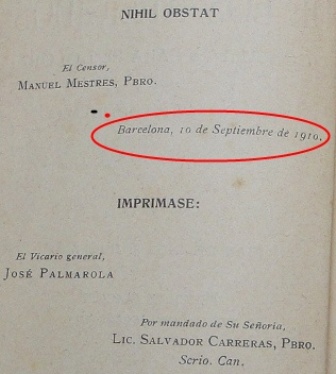 NIHIL OBSTAT
El Censor,
MANUEL MESTRES, PBRO.
Barcelona, 10 de Septiembre de 1910.
IMPRIMASE:
El Vicario general,
JOSÉ PALMAROLA
Por mandado de Su Señoria,
LIC. SALVADOR CARRERAS, PBRO.
Scrio. Can.